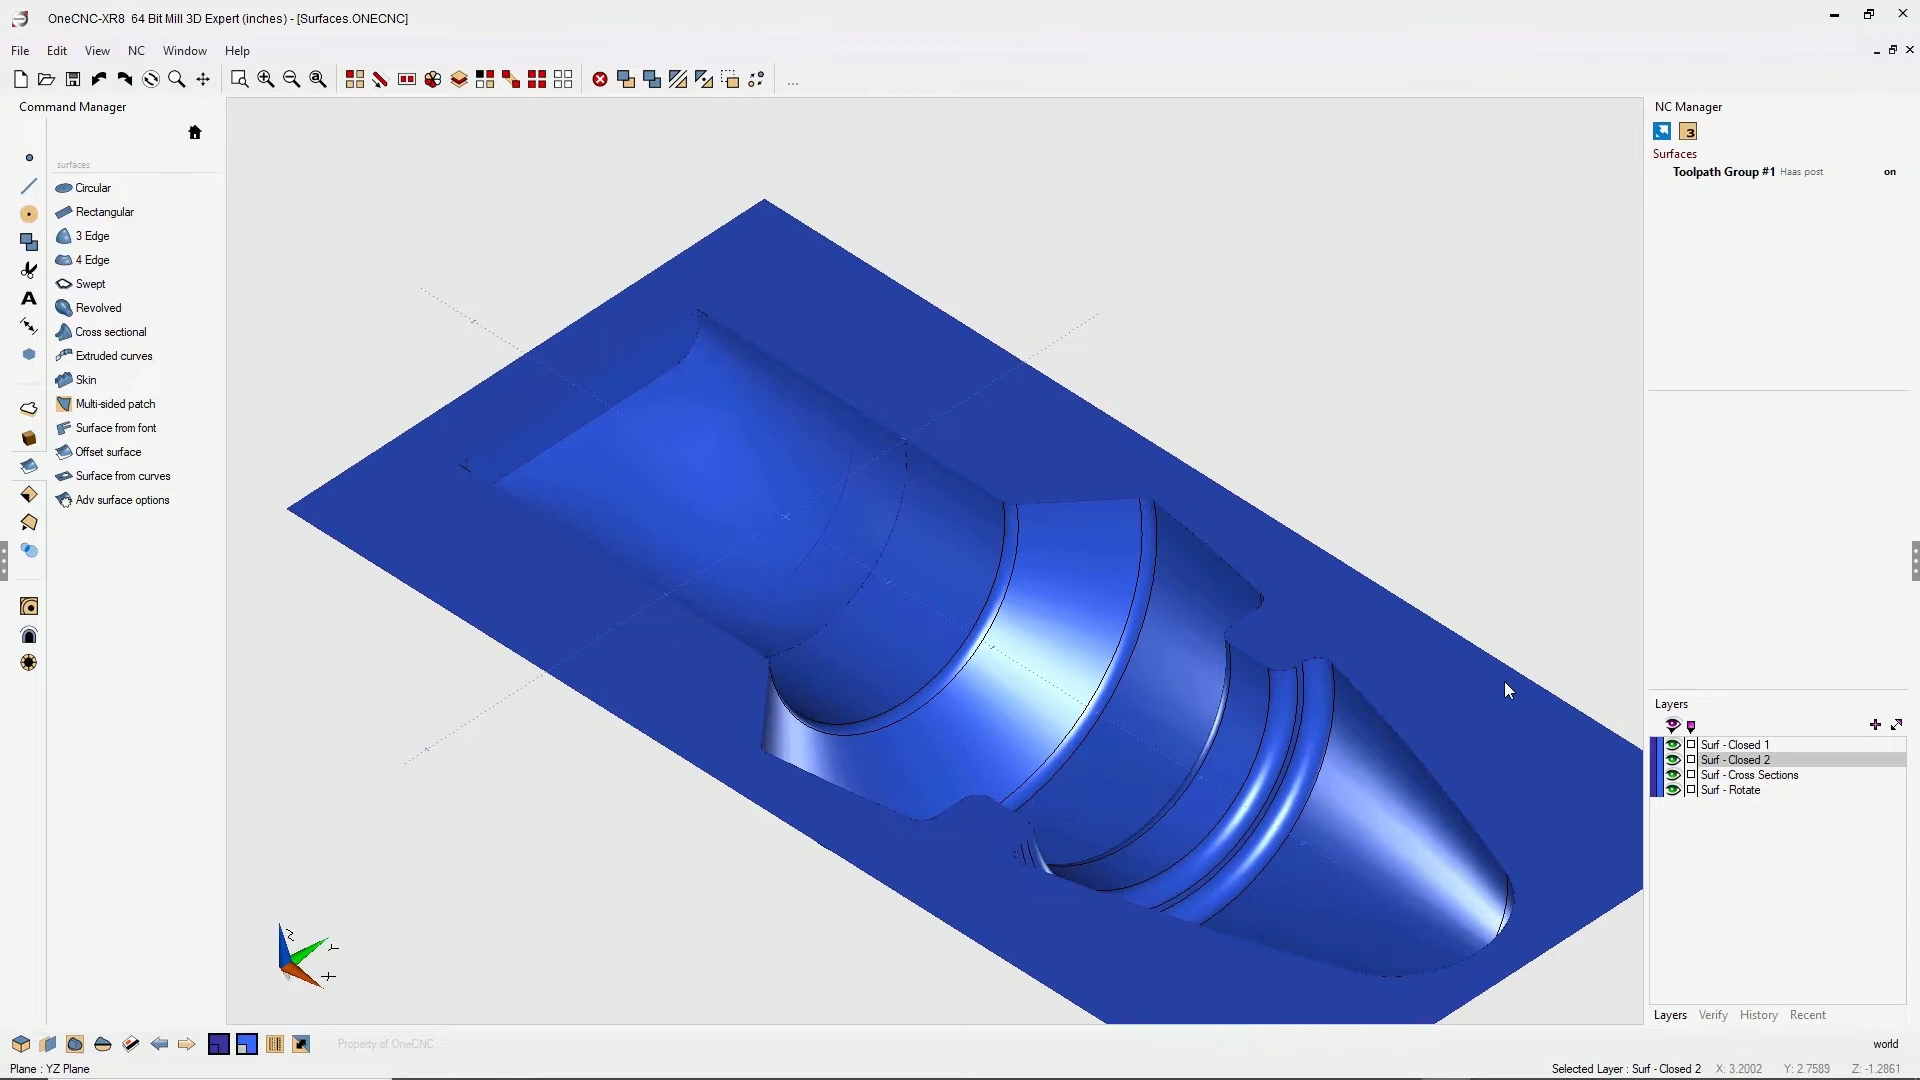 OneCNC-XR8 64 Bit Mill 3D Expert (inches) - [Surfaces.ONECNC]
File Edit View NC Window Help
Command Manager
surfaces
Circular
Rectangular
3 Edge
4 Edge
Swept
Revolved
Cross sectional
Extruded curves
Skin
Multi-sided patch
Surface from font
Offset surface
Surface from curves
Adv surface options
NC Manager
3
Surfaces
Toolpath Group #1 Haas post on
Layers
Surf - Closed 1
Surf - Closed 2
Surf - Cross Sections
Surf - Rotate
Layers Verify History Recent
Property of OneCNC
world
Plane : YZ Plane
Selected Layer : Surf - Closed 2 X: 3.2002 Y: 2.7589 Z: -1.2861